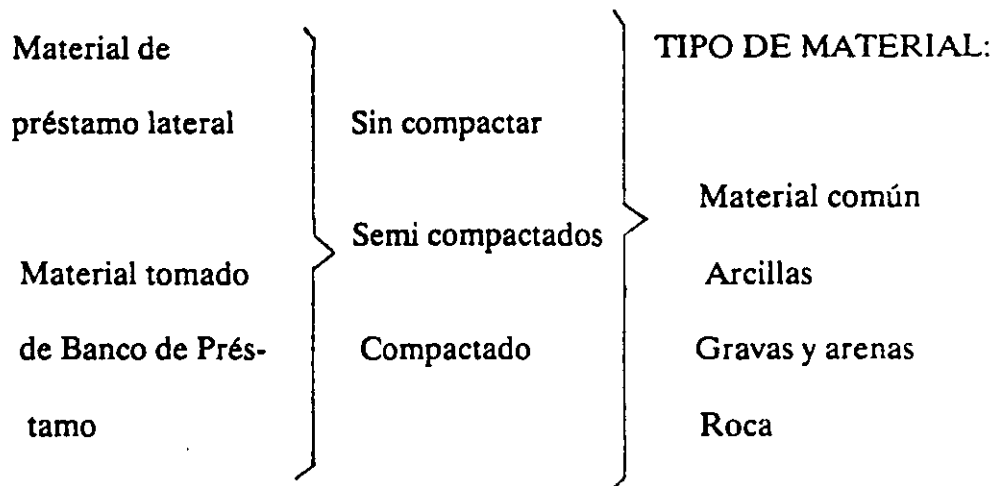 Material de
préstamo lateral
Material tomado
de Banco de Prés-
tamo
Sin compactar
Semi compactados
Compactado
TIPO DE MATERIAL:
Material común
Arcillas
Gravas y arenas
Roca